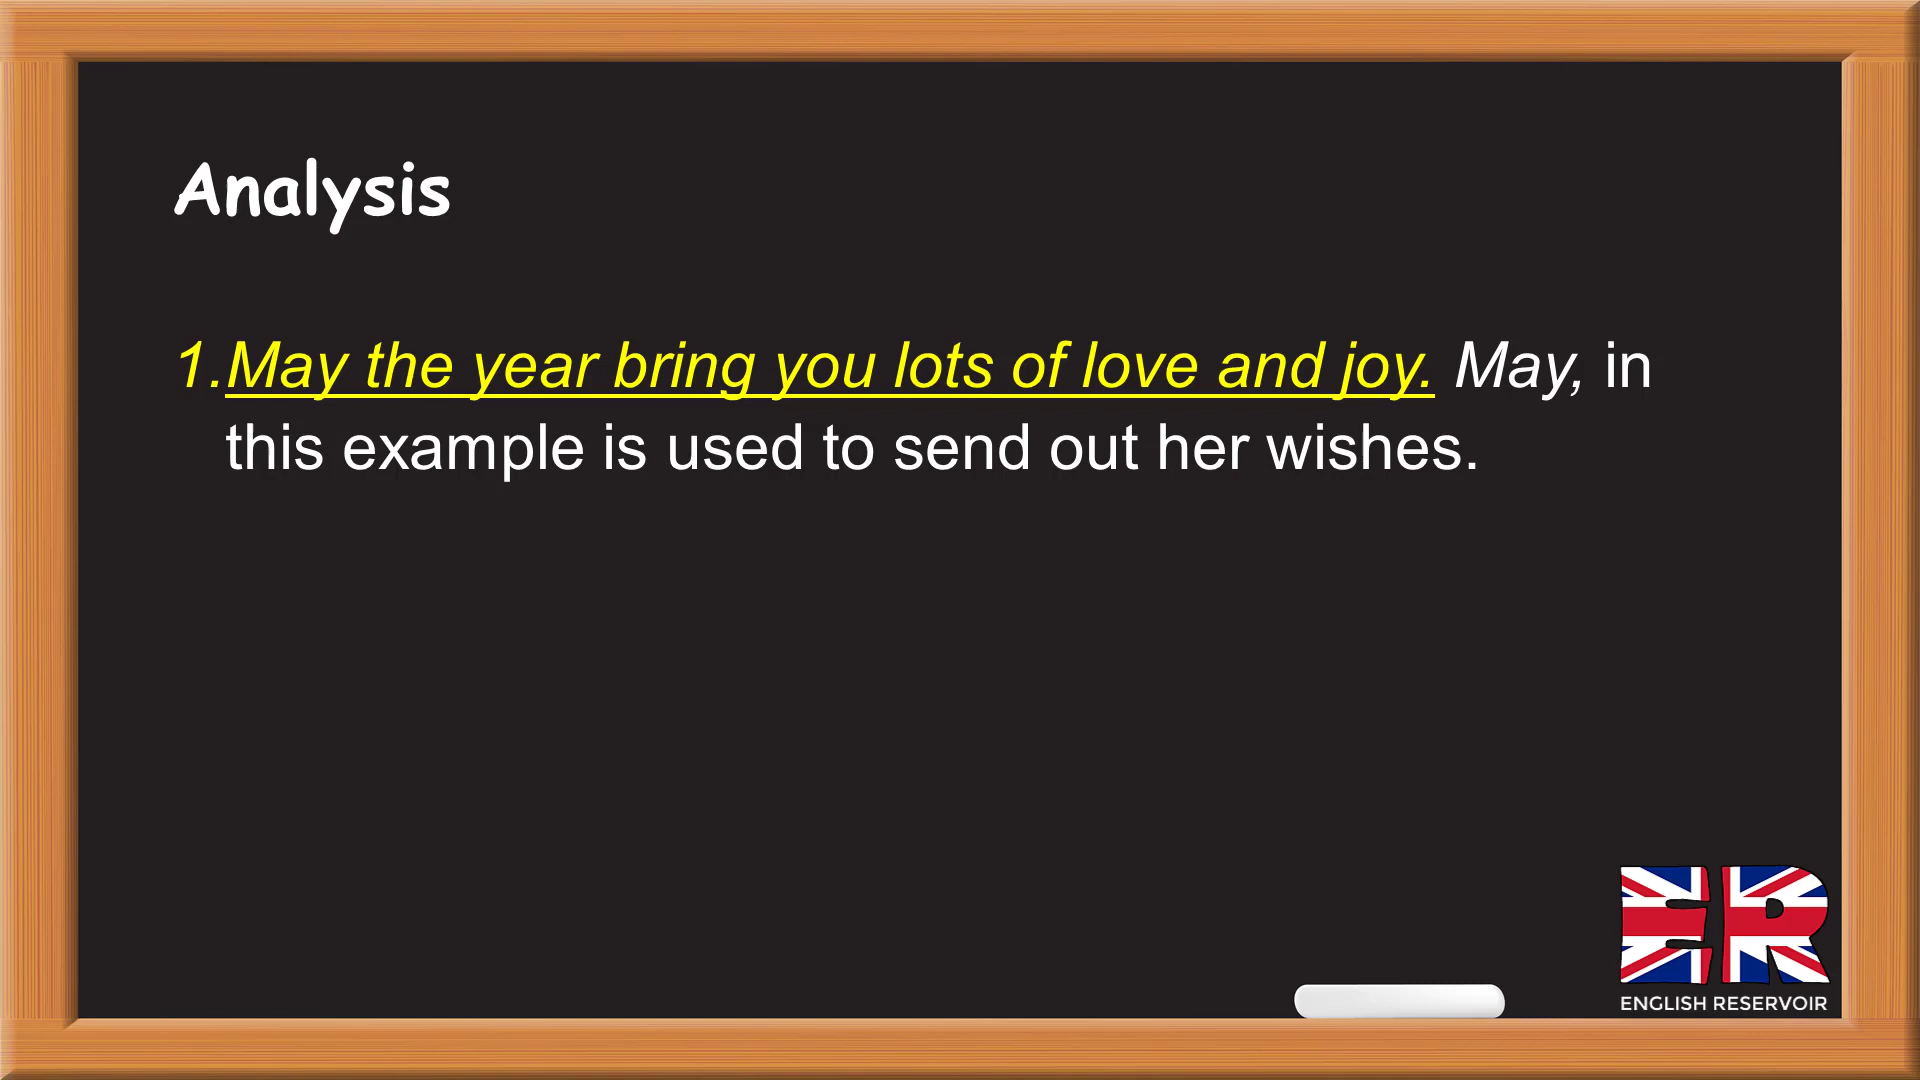 Analysis
1.May the year bring you lots of love and joy. May, in
this example is used to send out her wishes.
ER
ENGLISH RESERVOIR